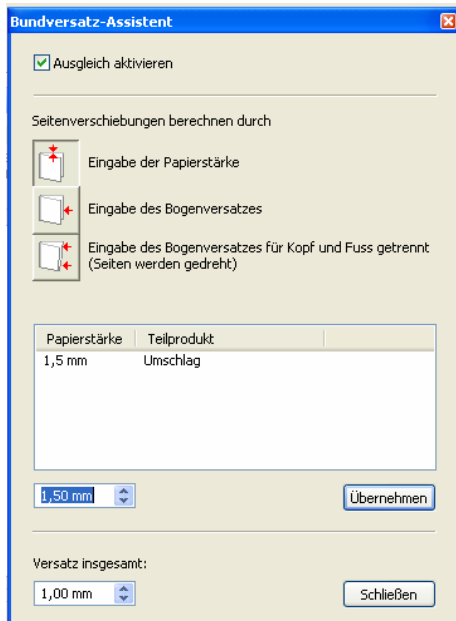 Bundversatz-Assistent
Ausgleich aktivieren
Seitenverschiebungen berechnen durch
Eingabe der Papierstärke
Eingabe des Bogenversatzes
Eingabe des Bogenversatzes für Kopf und Fuss getrennt
(Seiten werden gedreht)
Papierstärke Teilprodukt
1,5 mm Umschlag
1,50 mm Übernehmen
Versatz insgesamt:
1,00 mm Schließen